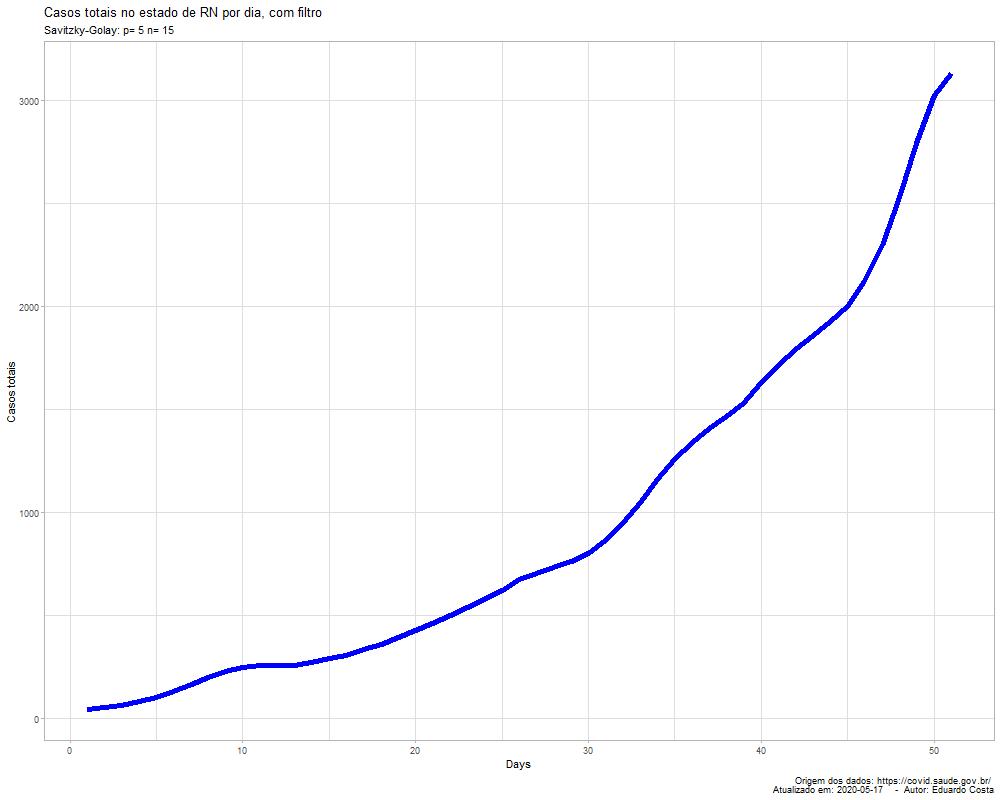 Casos totais no estado de RN por dia, com filtro
Savitzky-Golay: p= 5 n= 15
3000
2000
1000
0
Casos totais
0 10 20 30 40 50
Days
Origem dos dados: https://covid.saude.gov.br/
Atualizado em: 2020-05-17 - Autor: Eduardo Costa